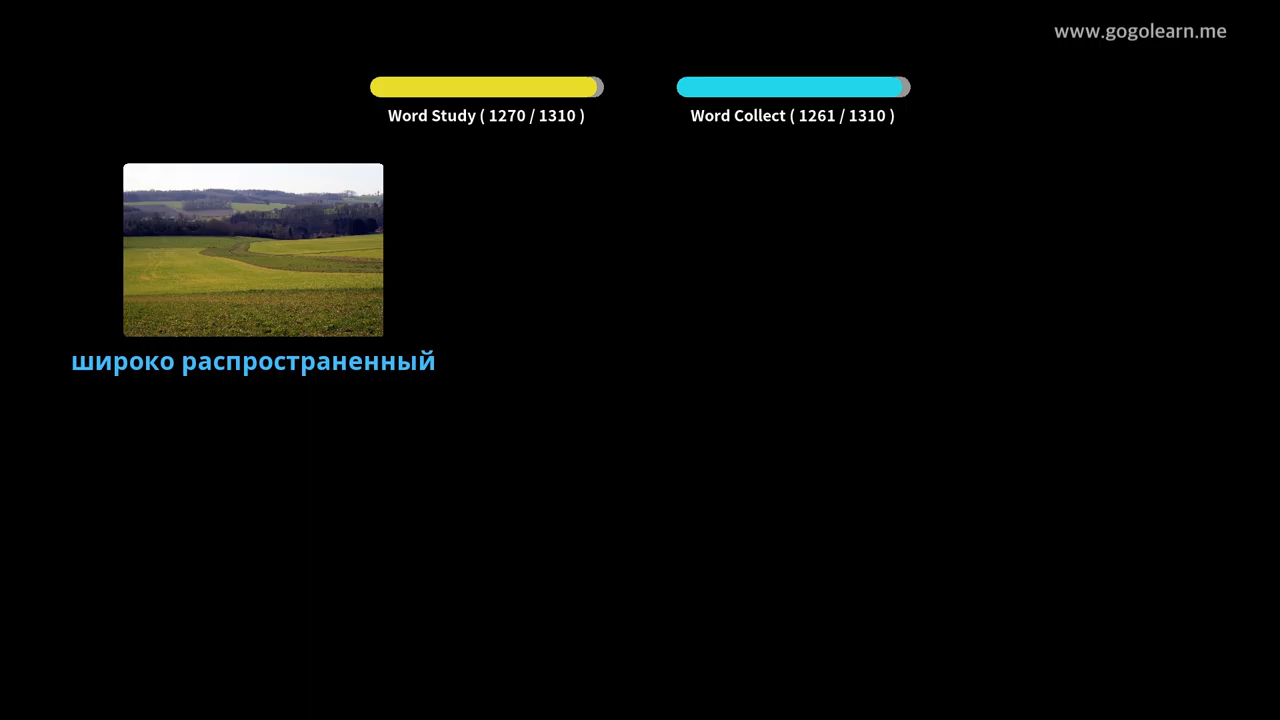 www.gogolearn.me
Word Study ( 1270 / 1310 )
Word Collect ( 1261 / 1310 )
широко распространенный